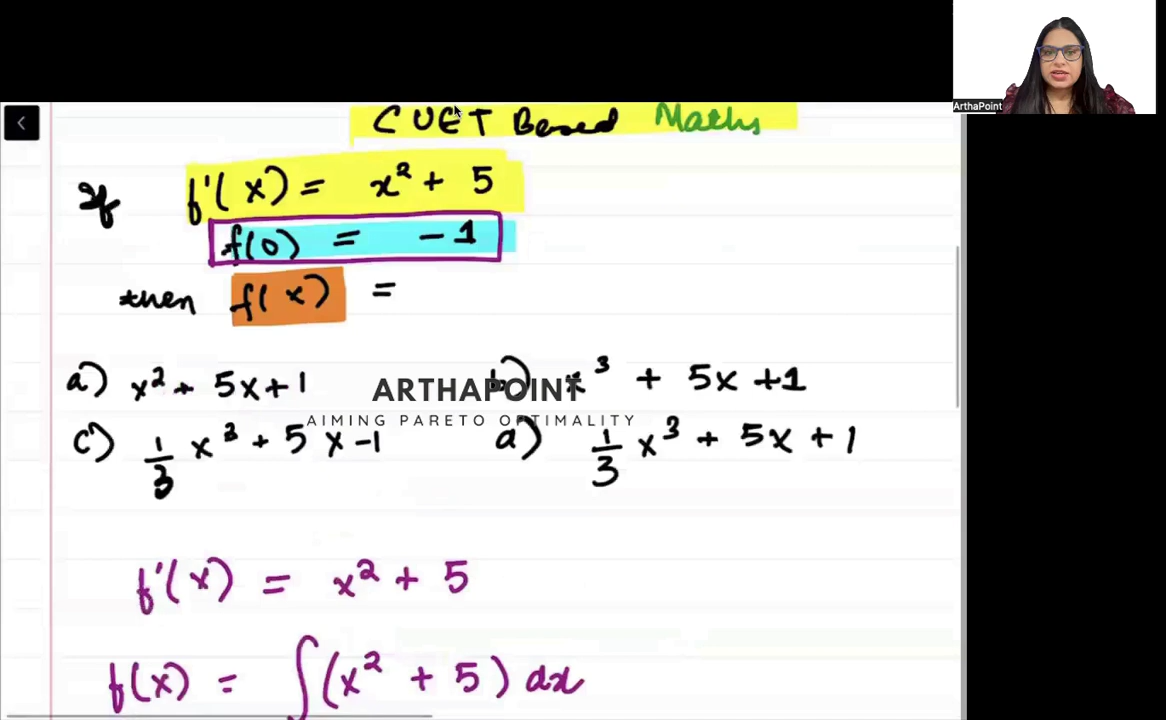 ArthaPoint
CUET Based Maths
If f'(x) = x² + 5
f(0) = -1
then f(x) =
a) x² + 5x+1 b) x³ + 5x +1
ARTHAPOINT
AIMING PARETO OPTIMALITY
c) 1/3 x³ + 5x -1 a) 1/3 x³ + 5x + 1
f'(x) = x² + 5
f(x) = ∫(x² + 5) dx